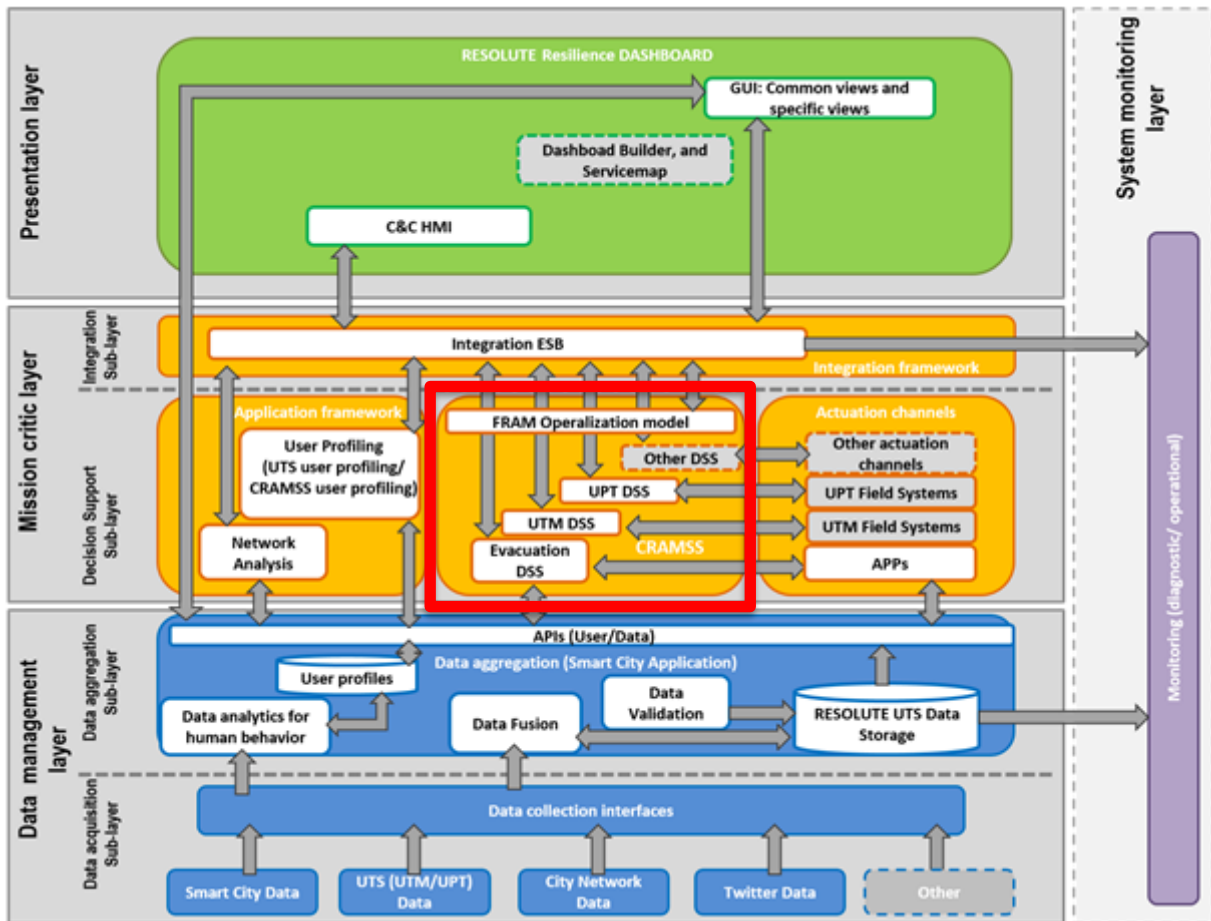 RESOLUTE Resilience DASHBOARD
GUI: Common views and
specific views
Dashboad Builder, and
Servicemap
C&C HMI
Presentation layer
System monitoring
layer
Integration
Sub-layer
Integration ESB
Integration framework
Mission critic layer
Decision Support
Sub-layer
Application framework
User Profiling
(UTS user profiling/
CRAMSS user profiling)
Network
Analysis
FRAM Operalization model
Other DSS
UPT DSS
UTM DSS
Evacuation
DSS
CRAMSS
Actuation channels
Other actuation
channels
UPT Field Systems
UTM Field Systems
APPs
Monitoring (diagnostic/ operational)
Data management
layer
Data aggregation
Sub-layer
APIs (User/Data)
Data aggregation (Smart City Application)
User profiles
Data analytics for
human behavior
Data Fusion
Data
Validation
RESOLUTE UTS Data
Storage
Data acquisition
Sub-layer
Data collection interfaces
Smart City Data
UTS (UTM/UPT)
Data
City Network
Data
Twitter Data
Other